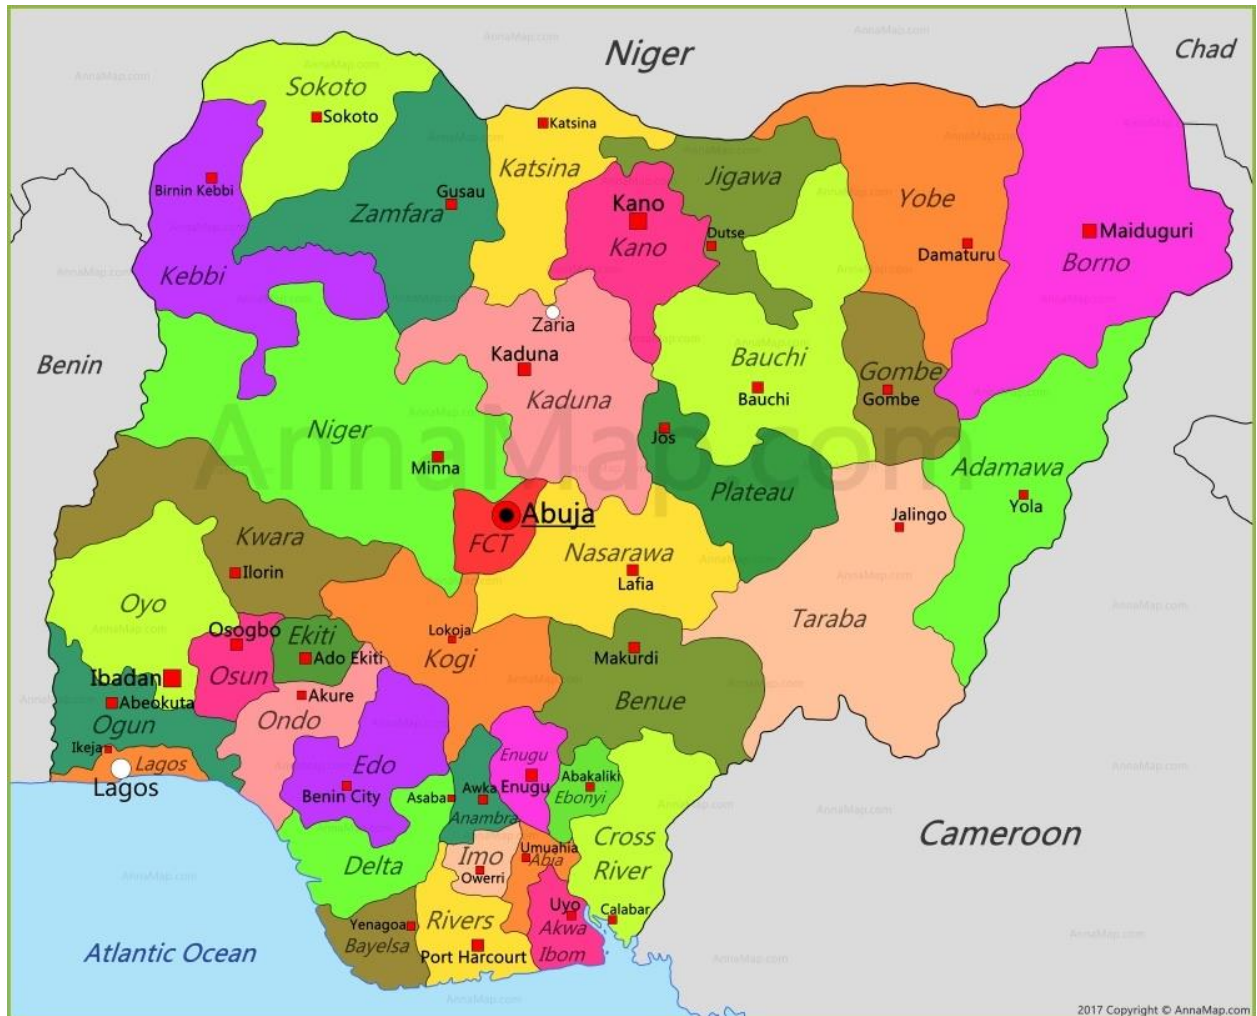 Niger
Chad
Sokoto
Sokoto
Katsina
Katsina
Birnin Kebbi
Gusau
Zamfara
Jigawa
Kano
Kano
Dutse
Yobe
Damaturu
Maiduguri
Borno
Kebbi
Zaria
Kaduna
Kaduna
Bauchi
Bauchi
Gombe
Gombe
Benin
Niger
Minna
Jos
Plateau
Adamawa
Yola
AnnaMap.com
Abuja
FCT
Jalingo
Kwara
Ilorin
Nasarawa
Lafia
Oyo
Taraba
Osogbo
Osun
Ekiti
Ado Ekiti
Lokoja
Kogi
Makurdi
Benue
Ibadan
Abeokuta
Ogun
Akure
Ondo
Ikeja
Lagos
Lagos
Edo
Benin City
Enugu
Enugu
Abakaliki
Ebonyi
Asaba
Awka
Anambra
Cross
River
Cameroon
Delta
Imo
Owerri
Umuahia
Abia
Yenagoa
Bayelsa
Rivers
Port Harcourt
Uyo
Akwa
Ibom
Calabar
Atlantic Ocean
2017 Copyright © AnnaMap.com